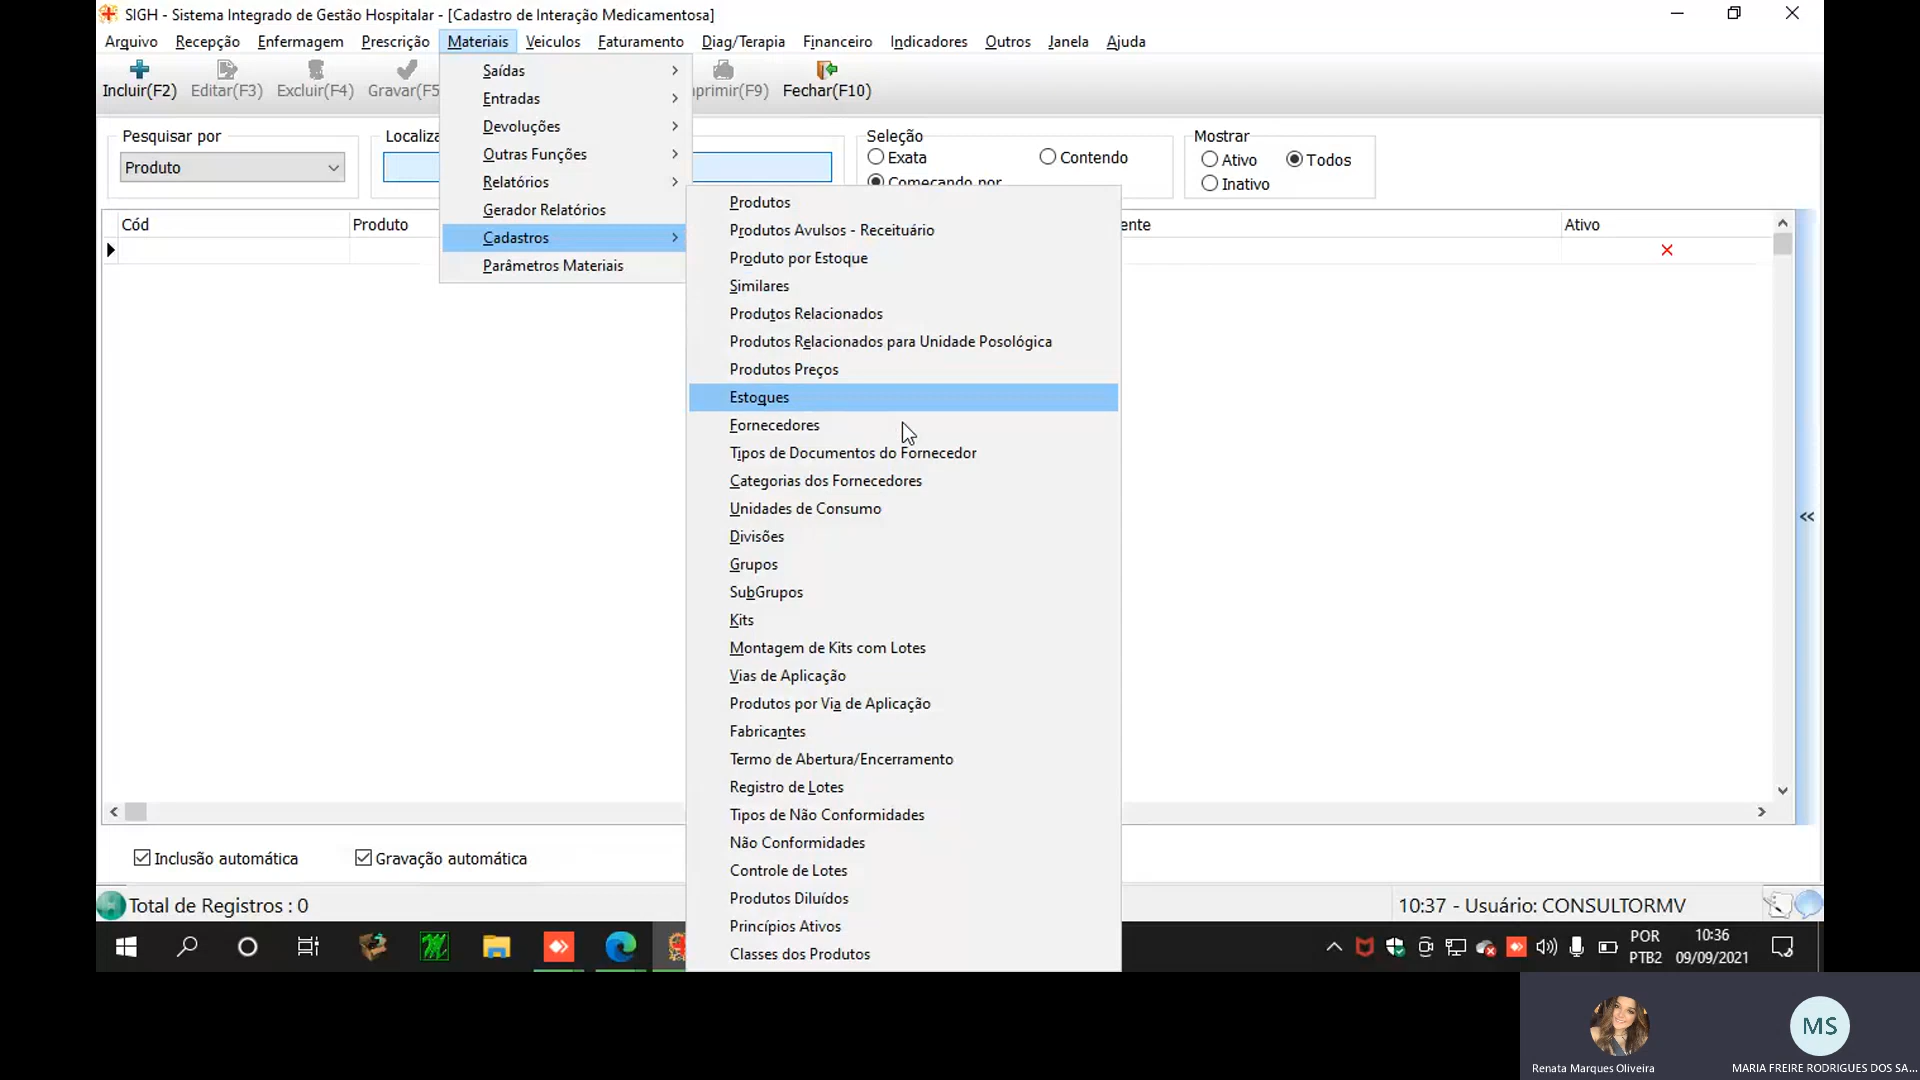 SIGH - Sistema Integrado de Gestão Hospitalar - [Cadastro de Interação Medicamentosa]
Arquivo Recepção Enfermagem Prescrição Materiais Veiculos Faturamento Diag/Terapia Financeiro Indicadores Outros Janela Ajuda
Incluir(F2) Editar(F3) Excluir(F4) Gravar(F5 primir(F9) Fechar(F10)
Saídas
Entradas
Devoluções
Outras Funções
Relatórios
Gerador Relatórios
Cadastros
Parâmetros Materiais
Pesquisar por
Produto
Localiza
Seleção
Exata
Contendo
Começando por
Mostrar
Ativo
Todos
Inativo
Cód Produto ente Ativo
Produtos
Produtos Avulsos - Receituário
Produto por Estoque
Similares
Produtos Relacionados
Produtos Relacionados para Unidade Posológica
Produtos Preços
Estoques
Fornecedores
Tipos de Documentos do Fornecedor
Categorias dos Fornecedores
Unidades de Consumo
Divisões
Grupos
SubGrupos
Kits
Montagem de Kits com Lotes
Vias de Aplicação
Produtos por Via de Aplicação
Fabricantes
Termo de Abertura/Encerramento
Registro de Lotes
Tipos de Não Conformidades
Não Conformidades
Controle de Lotes
Produtos Diluídos
Princípios Ativos
Classes dos Produtos
Inclusão automática Gravação automática
Total de Registros : 0
10:37 - Usuário: CONSULTORMV
POR
PTB2
10:36
09/09/2021
MS
Renata Marques Oliveira
MARIA FREIRE RODRIGUES DOS SA...